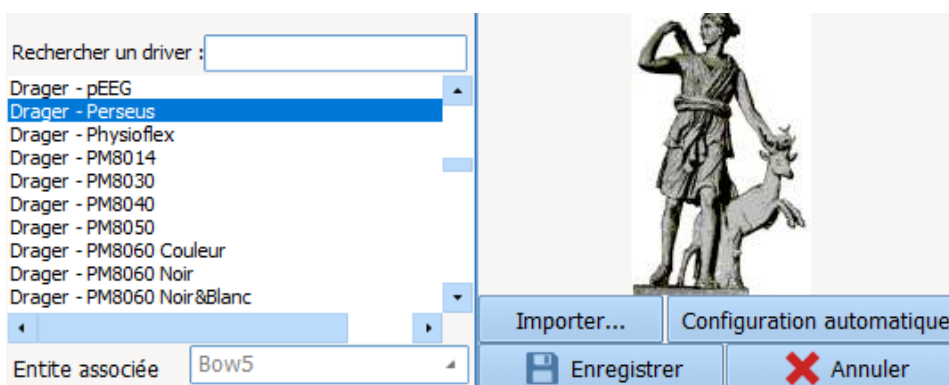 Rechercher un driver :
Drager - pEEG
Drager - Perseus
Drager - Physioflex
Drager - PM8014
Drager - PM8030
Drager - PM8040
Drager - PM8050
Drager - PM8060 Couleur
Drager - PM8060 Noir
Drager - PM8060 Noir&Blanc
Entite associée
Bow5
Importer...
Configuration automatique
Enregistrer
Annuler